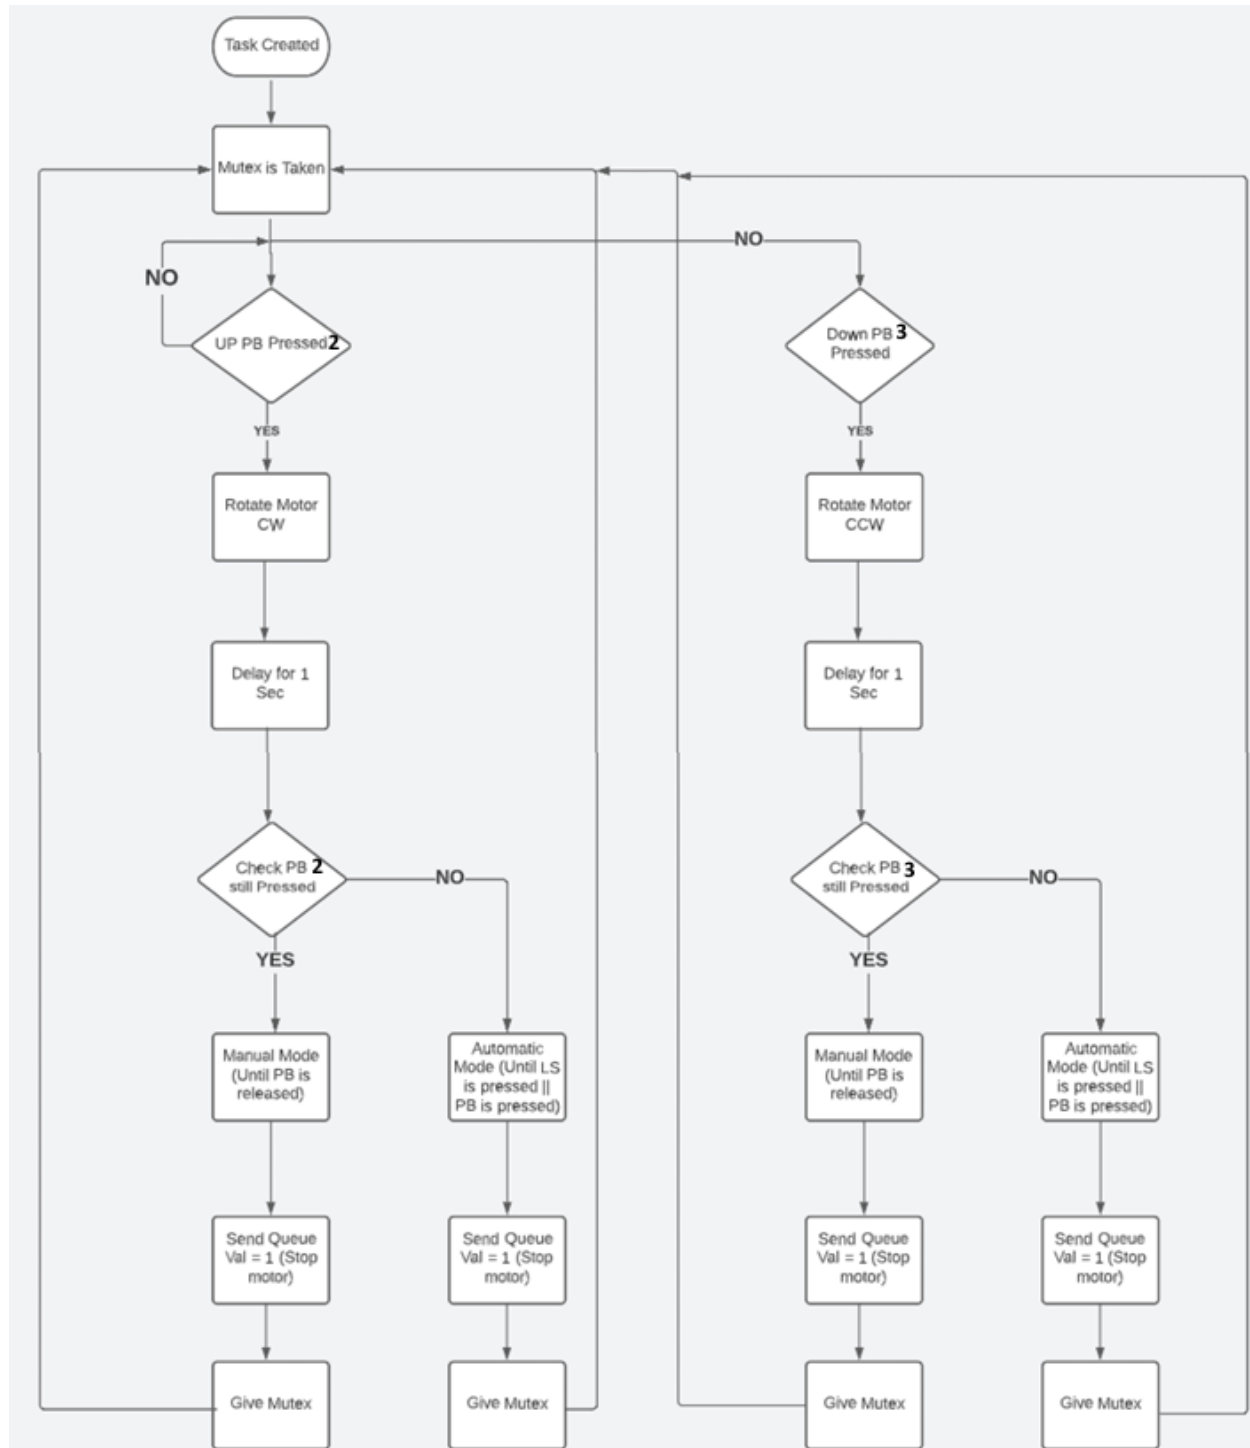 Task Created
Mutex is Taken
NO
NO
UP PB Pressed2
Down PB 3
Pressed
YES
YES
Rotate Motor
CW
Rotate Motor
CCW
Delay for 1
Sec
Delay for 1
Sec
Check PB 2
still Pressed
NO
Check PB 3
still Pressed
NO
YES
YES
Manual Mode
(Until PB is
released)
Automatic
Mode (Until LS
is pressed ||
PB is pressed)
Manual Mode
(Until PB is
released)
Automatic
Mode (Until LS
is pressed ||
PB is pressed)
Send Queue
Val = 1 (Stop
motor)
Send Queue
Val = 1 (Stop
motor)
Send Queue
Val = 1 (Stop
motor)
Send Queue
Val = 1 (Stop
motor)
Give Mutex
Give Mutex
Give Mutex
Give Mutex